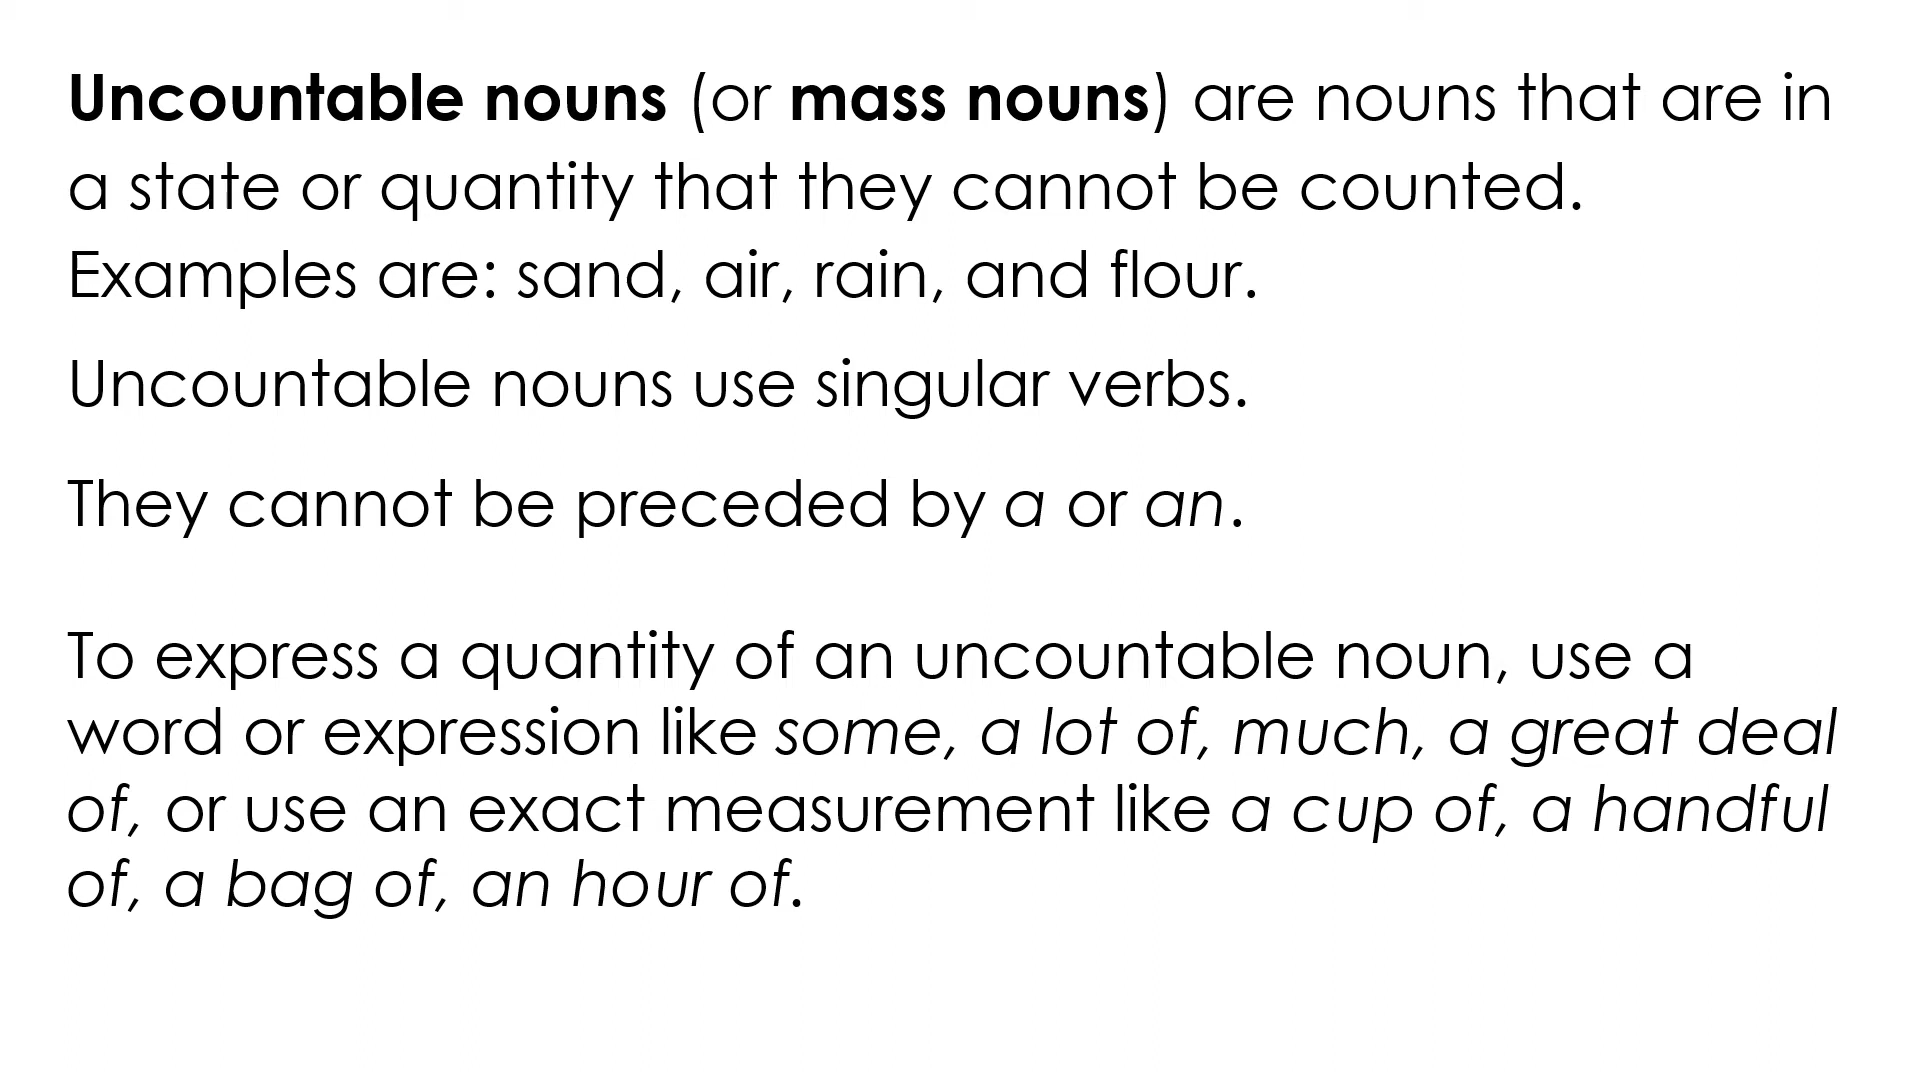 Uncountable nouns (or mass nouns) are nouns that are in
a state or quantity that they cannot be counted.
Examples are: sand, air, rain, and flour.
Uncountable nouns use singular verbs.
They cannot be preceded by a or an.
To express a quantity of an uncountable noun, use a
word or expression like some, a lot of, much, a great deal
of, or use an exact measurement like a cup of, a handful
of, a bag of, an hour of.